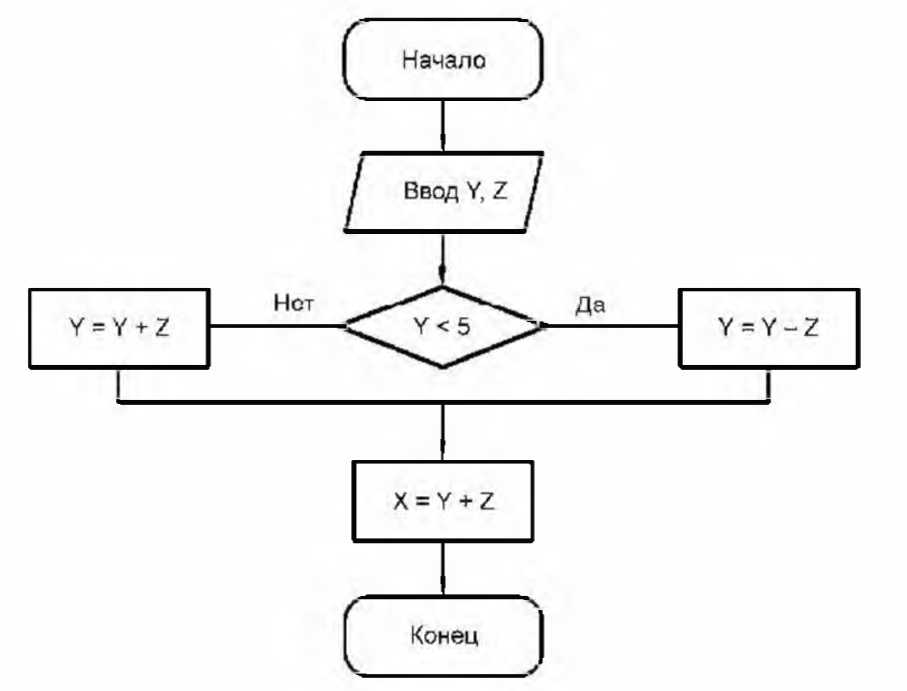 Начало
Ввод Y, Z
Нет
Y < 5
Да
Y = Y + Z
Y = Y – Z
X = Y + Z
Конец